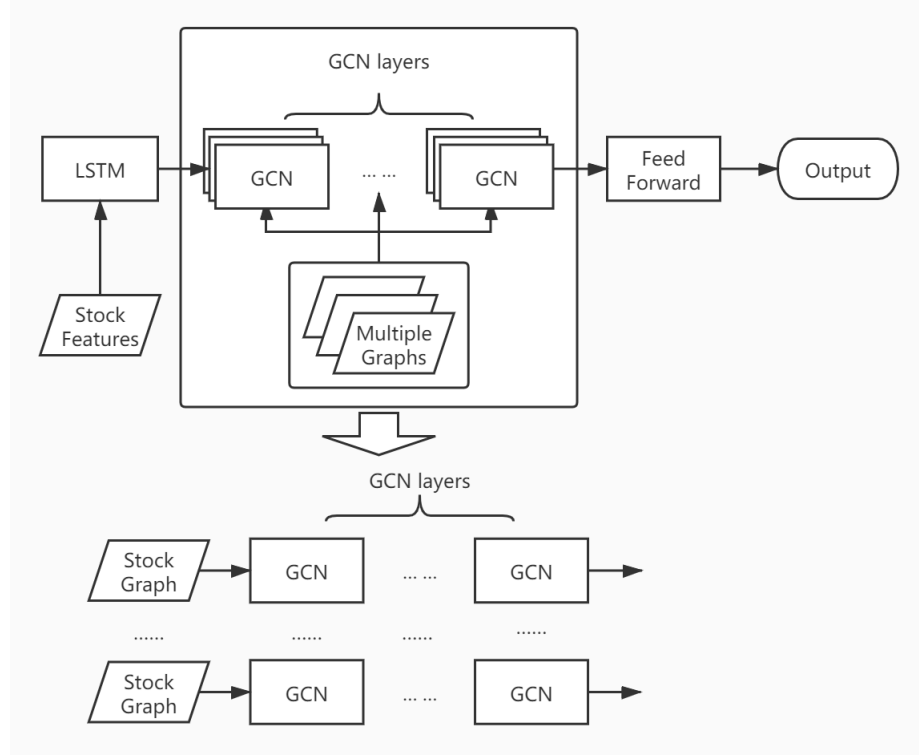 GCN layers
LSTM
GCN
... ...
GCN
Feed
Forward
Output
Stock
Features
Multiple
Graphs
GCN layers
Stock
Graph
GCN
... ...
GCN
......
......
......
......
Stock
Graph
GCN
... ...
GCN